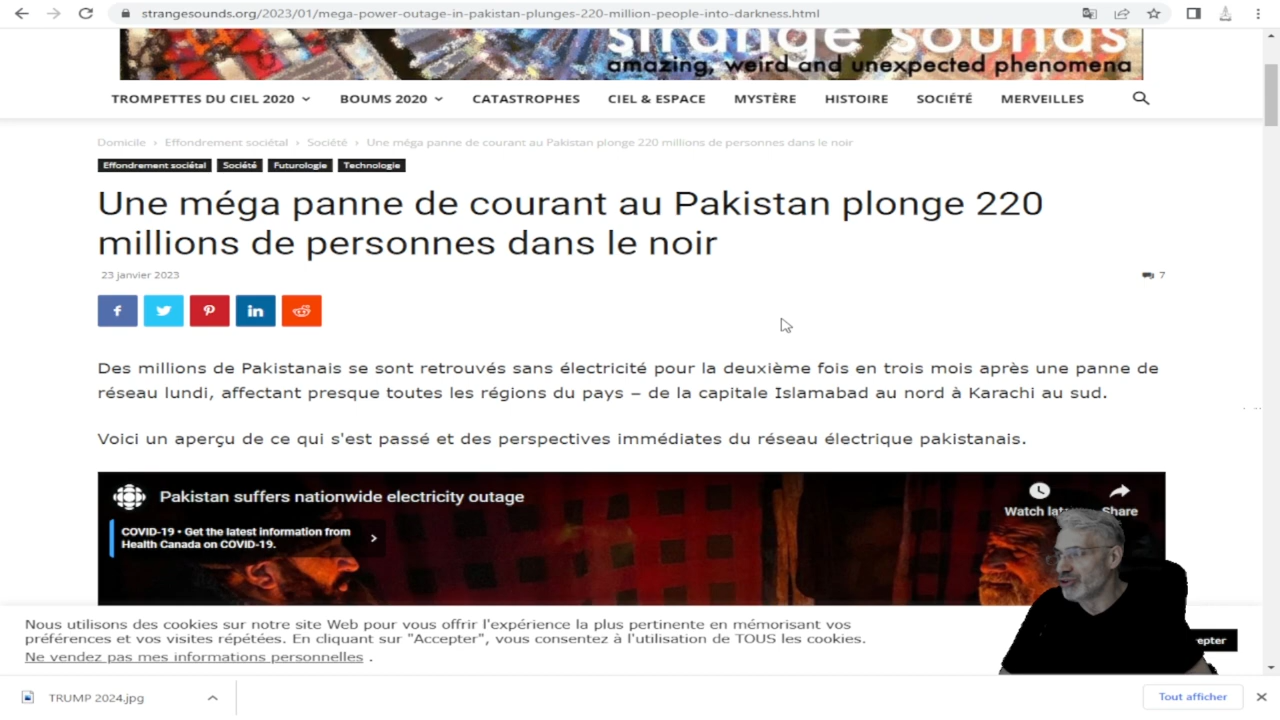 strangesounds.org/2023/01/mega-power-outage-in-pakistan-plunges-220-million-people-into-darkness.html
strange sounds
amazing, weird and unexpected phenomena
TROMPETTES DU CIEL 2020 BOUMS 2020 CATASTROPHES CIEL & ESPACE MYSTÈRE HISTOIRE SOCIÉTÉ MERVEILLES
Domicile › Effondrement sociétal › Société › Une méga panne de courant au Pakistan plonge 220 millions de personnes dans le noir
Effondrement sociétal Société Futurologie Technologie
Une méga panne de courant au Pakistan plonge 220
millions de personnes dans le noir
23 janvier 2023 7
Des millions de Pakistanais se sont retrouvés sans électricité pour la deuxième fois en trois mois après une panne de
réseau lundi, affectant presque toutes les régions du pays – de la capitale Islamabad au nord à Karachi au sud.
Voici un aperçu de ce qui s'est passé et des perspectives immédiates du réseau électrique pakistanais.
Pakistan suffers nationwide electricity outage
Watch lat Share
COVID-19 • Get the latest information from
Health Canada on COVID-19.
Nous utilisons des cookies sur notre site Web pour vous offrir l'expérience la plus pertinente en mémorisant vos
préférences et vos visites répétées. En cliquant sur "Accepter", vous consentez à l'utilisation de TOUS les cookies.
epter
Ne vendez pas mes informations personnelles .
TRUMP 2024.jpg Tout afficher